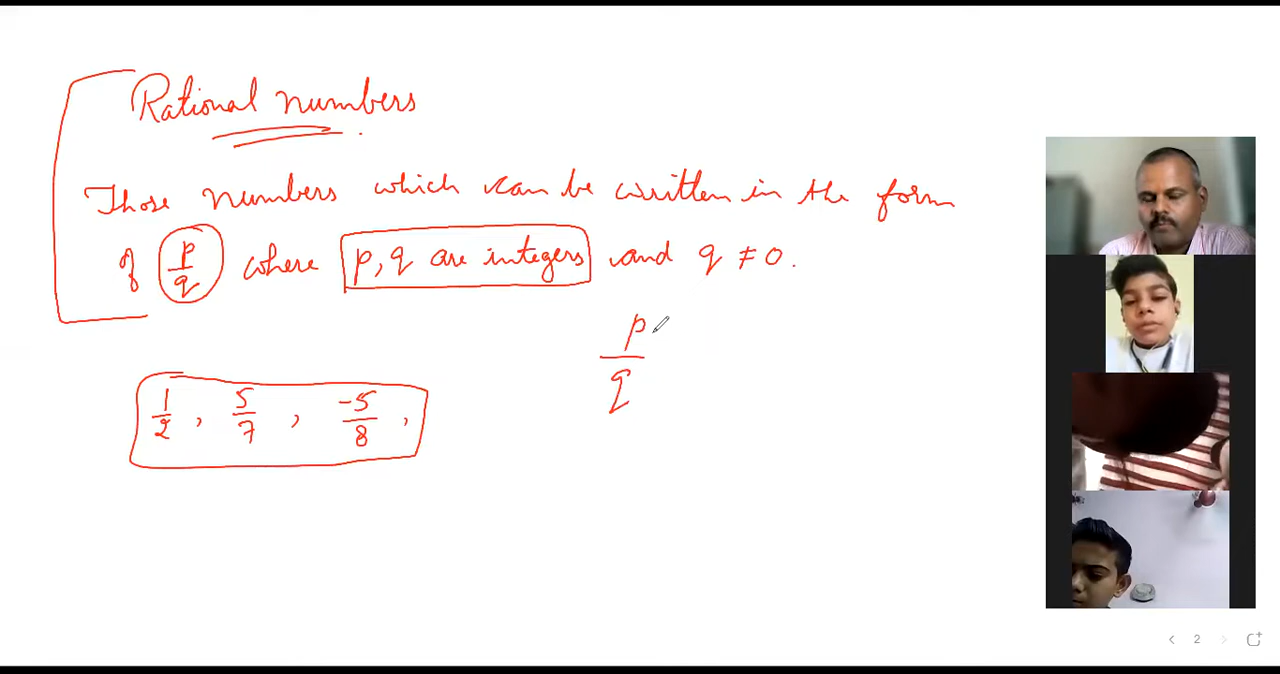 Rational numbers.
Those numbers which can be written in the form
of p/q where p, q are integers and q ≠ 0.
p/q
1/2, 5/7, -5/8,
2